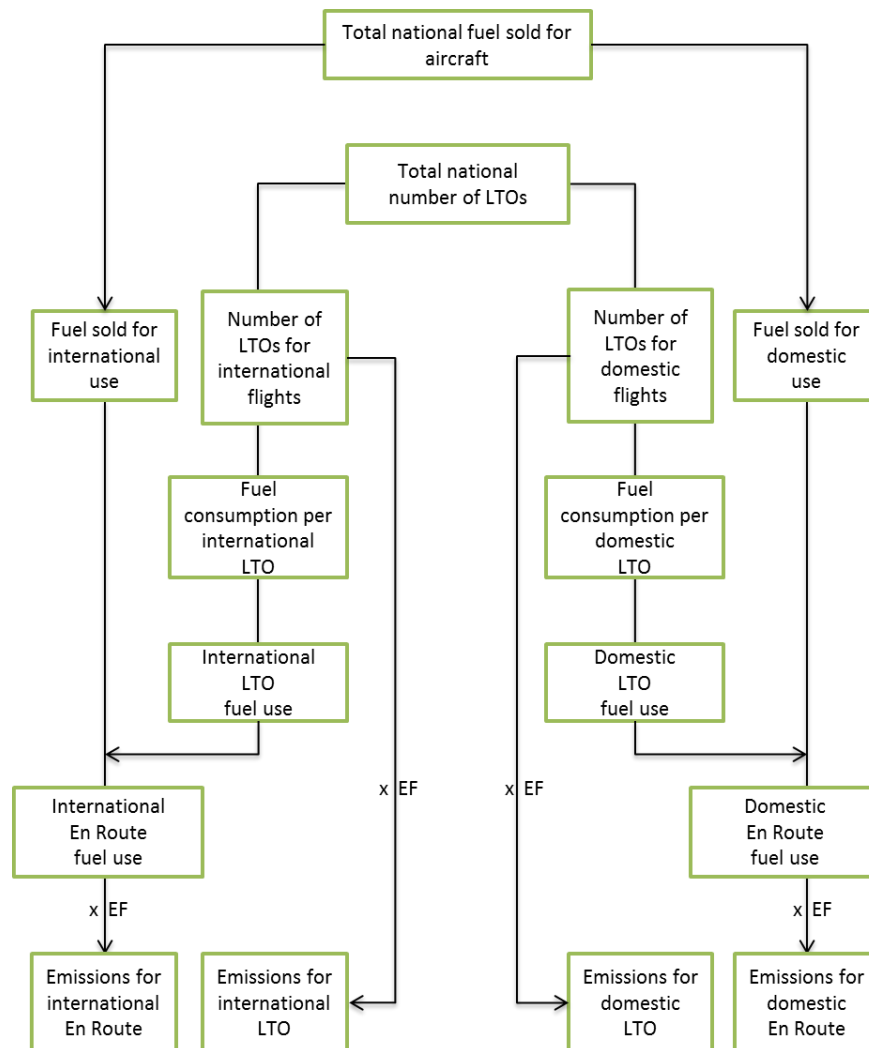 Total national fuel sold for
aircraft
Total national
number of LTOs
Fuel sold for
international
use
Number of
LTOs for
international
flights
Number of
LTOs for
domestic
flights
Fuel sold for
domestic
use
Fuel
consumption per
international
LTO
Fuel
consumption per
domestic
LTO
International
LTO
fuel use
Domestic
LTO
fuel use
International
En Route
fuel use
x EF
x EF
Domestic
En Route
fuel use
x EF
x EF
Emissions for
international
En Route
Emissions for
international
LTO
Emissions for
domestic
LTO
Emissions for
domestic
En Route